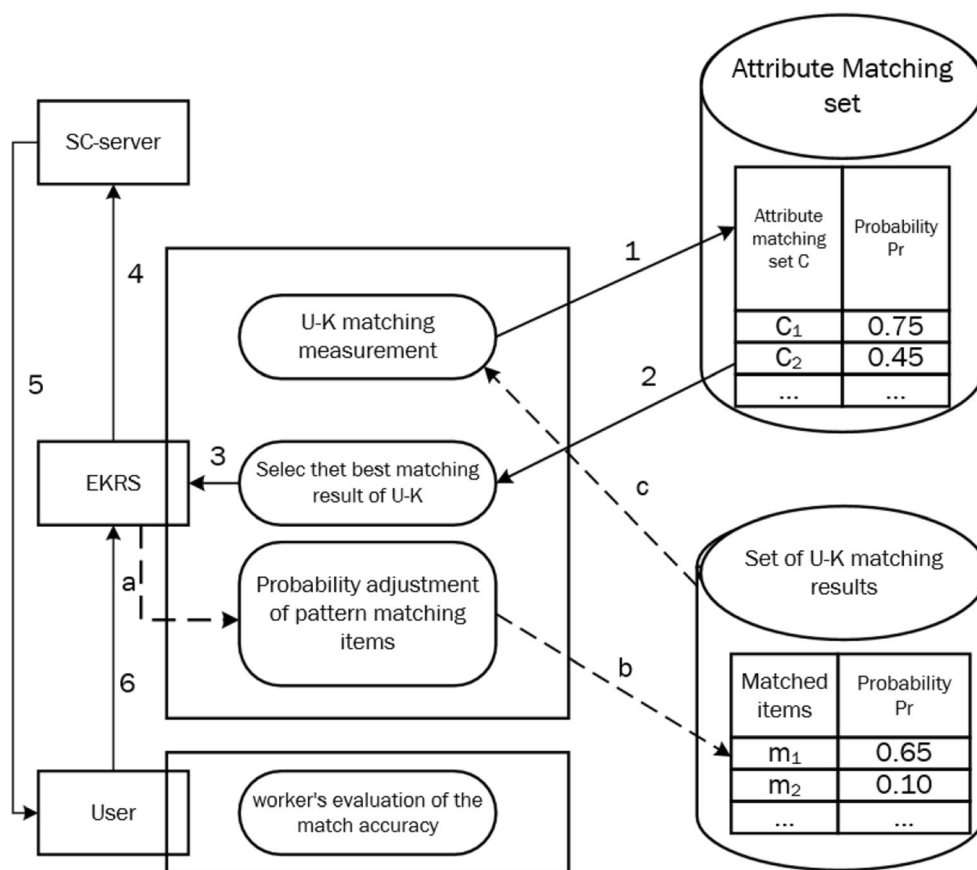 Attribute Matching
set
SC-server
Attribute
matching
set C
Probability
Pr
C₁
0.75
C₂
0.45
...
...
1
4
U-K matching
measurement
2
5
3
EKRS
Selec thet best matching
result of U-K
c
a
Probability adjustment
of pattern matching
items
Set of U-K matching
results
b
6
Matched
items
Probability
Pr
m₁
0.65
m₂
0.10
...
...
User
worker's evaluation of the
match accuracy